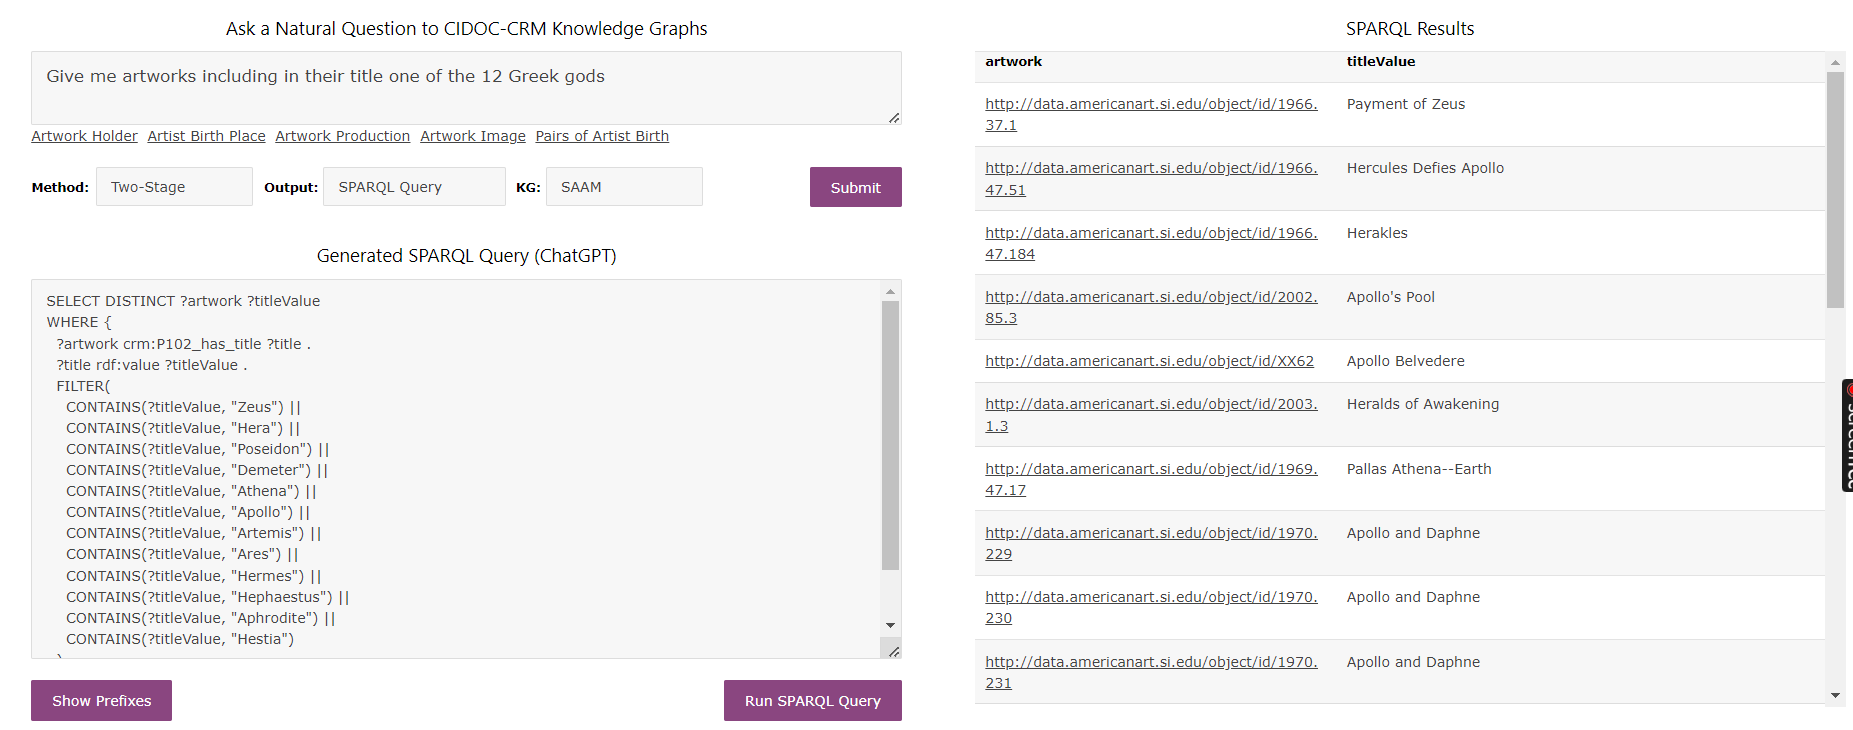 Ask a Natural Question to CIDOC-CRM Knowledge Graphs
Give me artworks including in their title one of the 12 Greek gods
Artwork Holder Artist Birth Place Artwork Production Artwork Image Pairs of Artist Birth
Method: Two-Stage Output: SPARQL Query KG: SAAM Submit
Generated SPARQL Query (ChatGPT)
SELECT DISTINCT ?artwork ?titleValue
WHERE {
?artwork crm:P102_has_title ?title .
?title rdf:value ?titleValue .
FILTER(
CONTAINS(?titleValue, "Zeus") ||
CONTAINS(?titleValue, "Hera") ||
CONTAINS(?titleValue, "Poseidon") ||
CONTAINS(?titleValue, "Demeter") ||
CONTAINS(?titleValue, "Athena") ||
CONTAINS(?titleValue, "Apollo") ||
CONTAINS(?titleValue, "Artemis") ||
CONTAINS(?titleValue, "Ares") ||
CONTAINS(?titleValue, "Hermes") ||
CONTAINS(?titleValue, "Hephaestus") ||
CONTAINS(?titleValue, "Aphrodite") ||
CONTAINS(?titleValue, "Hestia")
Show Prefixes Run SPARQL Query
SPARQL Results
artwork titleValue
http://data.americanart.si.edu/object/id/1966. Payment of Zeus
37.1
http://data.americanart.si.edu/object/id/1966. Hercules Defies Apollo
47.51
http://data.americanart.si.edu/object/id/1966. Herakles
47.184
http://data.americanart.si.edu/object/id/2002. Apollo's Pool
85.3
http://data.americanart.si.edu/object/id/XX62 Apollo Belvedere
http://data.americanart.si.edu/object/id/2003. Heralds of Awakening
1.3
http://data.americanart.si.edu/object/id/1969. Pallas Athena--Earth
47.17
http://data.americanart.si.edu/object/id/1970. Apollo and Daphne
229
http://data.americanart.si.edu/object/id/1970. Apollo and Daphne
230
http://data.americanart.si.edu/object/id/1970. Apollo and Daphne
231